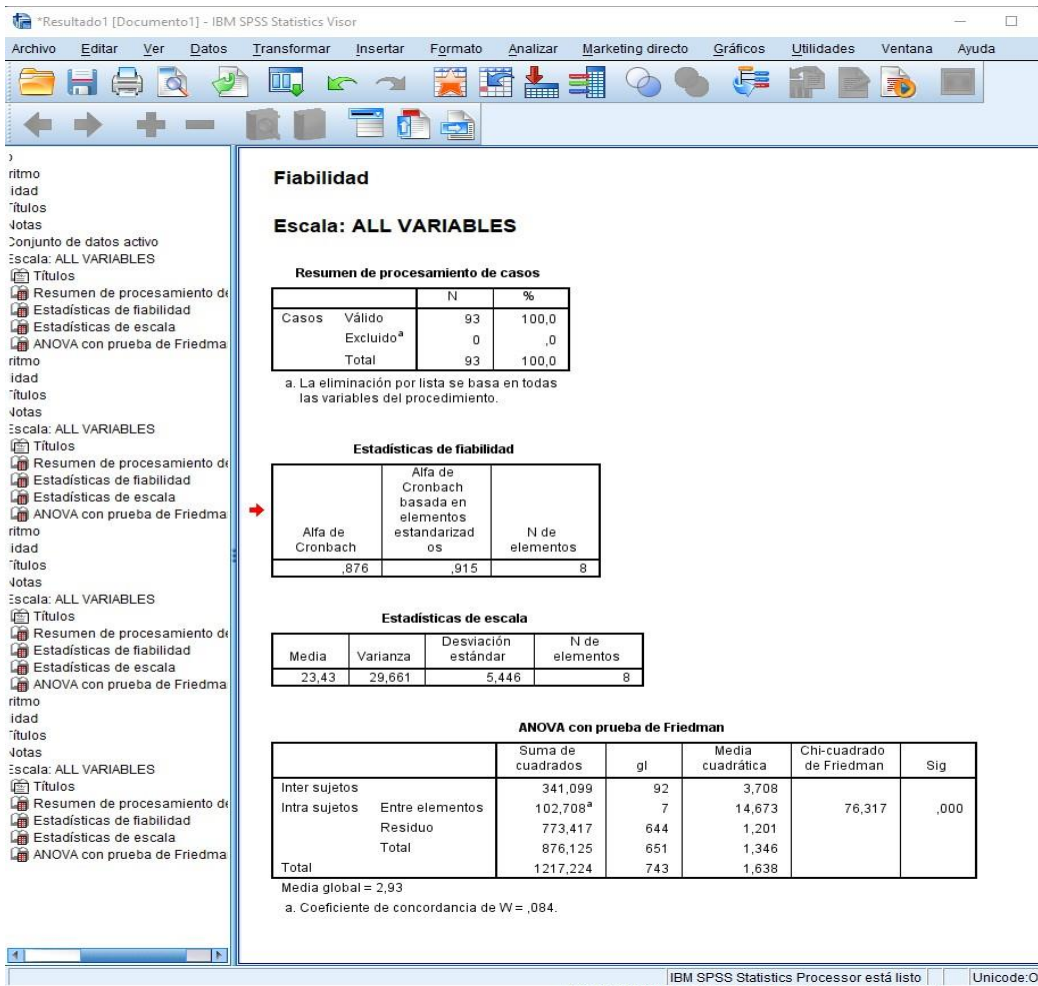 *Resultado1 [Documento1] - IBM SPSS Statistics Visor
Archivo Editar Ver Datos Transformar Insertar Formato Analizar Marketing directo Gráficos Utilidades Ventana Ayuda
ritmo
idad
Títulos
Notas
Conjunto de datos activo
Escala: ALL VARIABLES
Títulos
Resumen de procesamiento de
Estadísticas de fiabilidad
Estadísticas de escala
ANOVA con prueba de Friedma
ritmo
idad
Títulos
Notas
Escala: ALL VARIABLES
Títulos
Resumen de procesamiento de
Estadísticas de fiabilidad
Estadísticas de escala
ANOVA con prueba de Friedma
ritmo
idad
Títulos
Notas
Escala: ALL VARIABLES
Títulos
Resumen de procesamiento de
Estadísticas de fiabilidad
Estadísticas de escala
ANOVA con prueba de Friedma
ritmo
idad
Títulos
Notas
Escala: ALL VARIABLES
Títulos
Resumen de procesamiento de
Estadísticas de fiabilidad
Estadísticas de escala
ANOVA con prueba de Friedma
Fiabilidad
Escala: ALL VARIABLES
Resumen de procesamiento de casos
N %
Casos Válido 93 100,0
Excluido^a 0 ,0
Total 93 100,0
a. La eliminación por lista se basa en todas
las variables del procedimiento.
Estadísticas de fiabilidad
Alfa de
Cronbach
Alfa de
Cronbach
basada en
elementos
estandarizad
os
N de
elementos
,876 ,915 8
Estadísticas de escala
Media Varianza Desviación
estándar N de
elementos
23,43 29,661 5,446 8
ANOVA con prueba de Friedman
Suma de
cuadrados gl Media
cuadrática Chi-cuadrado
de Friedman Sig
Inter sujetos 341,099 92 3,708
Intra sujetos Entre elementos 102,708^a 7 14,673 76,317 ,000
Residuo 773,417 644 1,201
Total 876,125 651 1,346
Total 1217,224 743 1,638
Media global = 2,93
a. Coeficiente de concordancia de W = ,084.
IBM SPSS Statistics Processor está listo Unicode:O